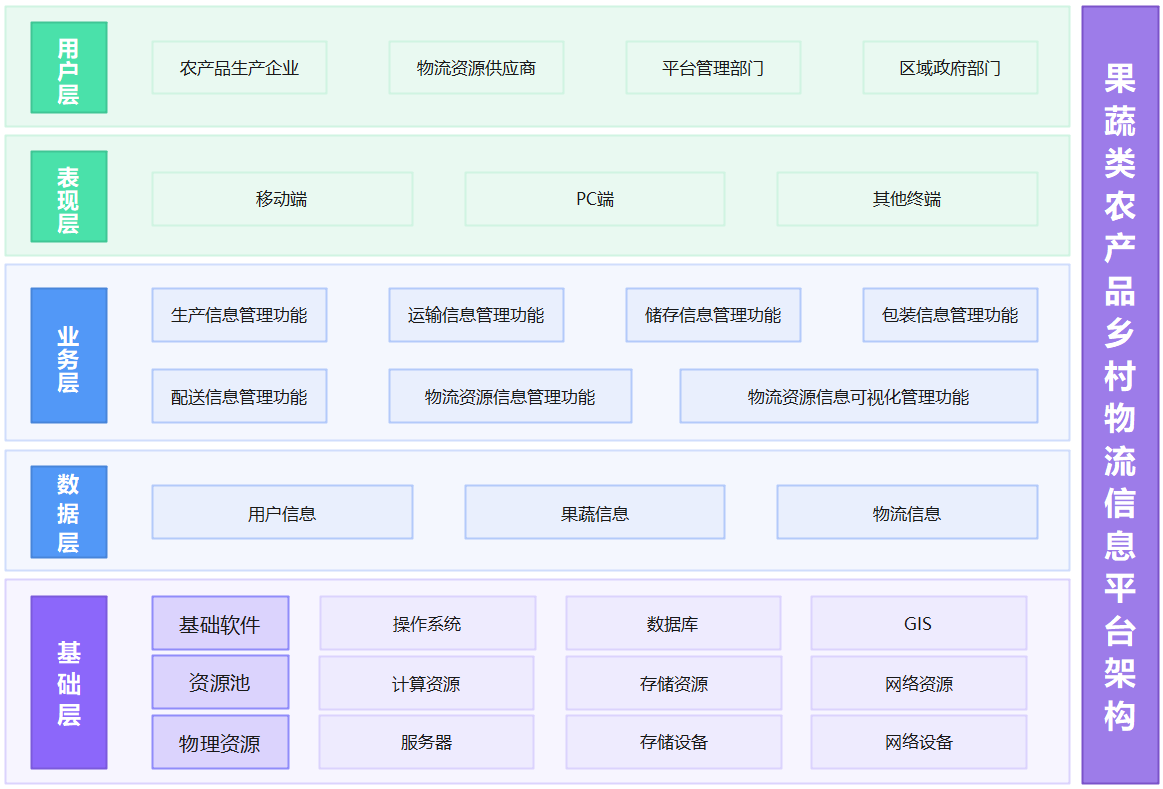 用户层
农产品生产企业
物流资源供应商
平台管理部门
区域政府部门
表现层
移动端
PC端
其他终端
业务层
生产信息管理功能
运输信息管理功能
储存信息管理功能
包装信息管理功能
配送信息管理功能
物流资源信息管理功能
物流资源信息可视化管理功能
数据层
用户信息
果蔬信息
物流信息
基础层
基础软件
操作系统
数据库
GIS
资源池
计算资源
存储资源
网络资源
物理资源
服务器
存储设备
网络设备
果蔬类农产品乡村物流信息平台架构